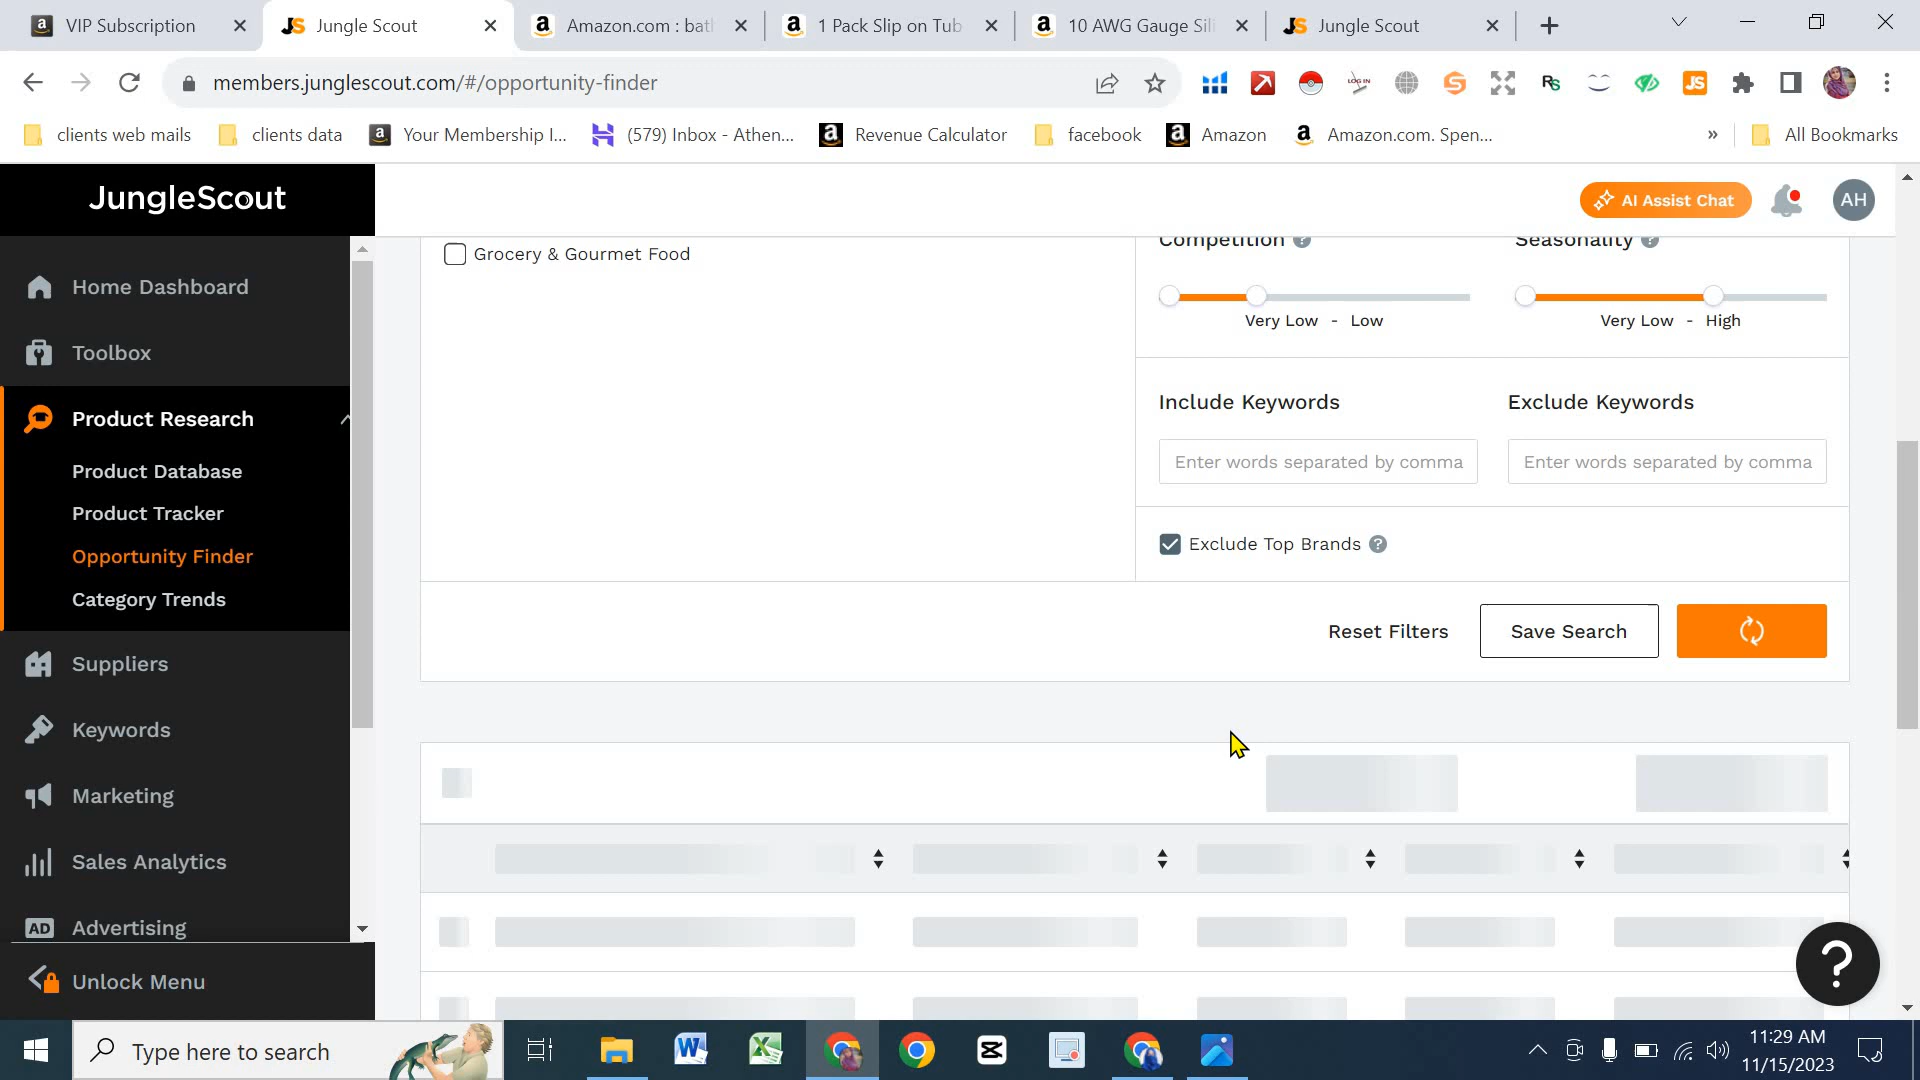 VIP Subscription
Jungle Scout
Amazon.com : bat
1 Pack Slip on Tub
10 AWG Gauge Sili
Jungle Scout
members.junglescout.com/#/opportunity-finder
LOG IN
RS
JS
clients web mails
clients data
Your Membership I...
(579) Inbox - Athen...
Revenue Calculator
facebook
Amazon
Amazon.com. Spen...
»
All Bookmarks
JungleScout
AI Assist Chat
AH
Home Dashboard
Toolbox
Product Research
Product Database
Product Tracker
Opportunity Finder
Category Trends
Suppliers
Keywords
Marketing
Sales Analytics
AD Advertising
Unlock Menu
Grocery & Gourmet Food
Competition ?
Seasonality ?
Very Low - Low
Very Low - High
Include Keywords
Exclude Keywords
Enter words separated by comma
Enter words separated by comma
Exclude Top Brands ?
Reset Filters
Save Search
?
Type here to search
11:29 AM
11/15/2023